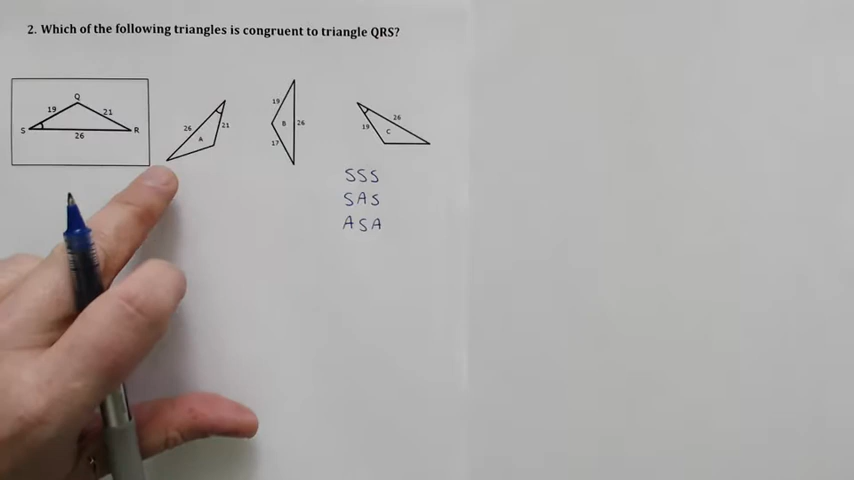 2. Which of the following triangles is congruent to triangle QRS?
Q
19
21
S
R
26
26
21
A
19
B
26
17
26
19
C
SSS
SAS
ASA